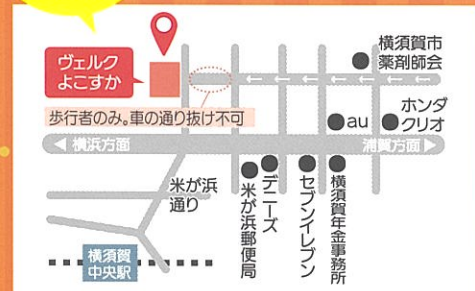 ヴェルク
よこすか
横須賀市
薬剤師会
歩行者のみ。車の通り抜け不可
au
ホンダ
クリオ
横浜方面
浦賀方面
米が浜
通り
米が浜郵便局
デニーズ
セブンイレブン
横須賀年金事務所
横須賀
中央駅